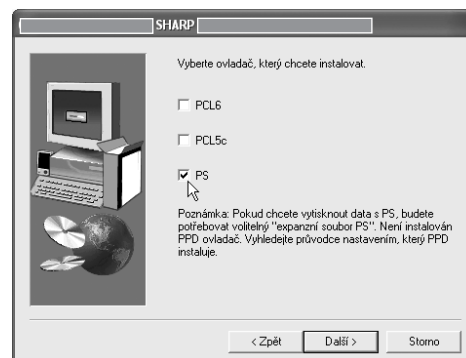 SHARP
Vyberte ovladač, který chcete instalovat.
PCL6
PCL5c
PS
Poznámka: Pokud chcete vytisknout data s PS, budete
potřebovat volitelný "expanzní soubor PS". Není instalován
PPD ovladač. Vyhledejte průvodce nastavením, který PPD
instaluje.
< Zpět Další > Storno